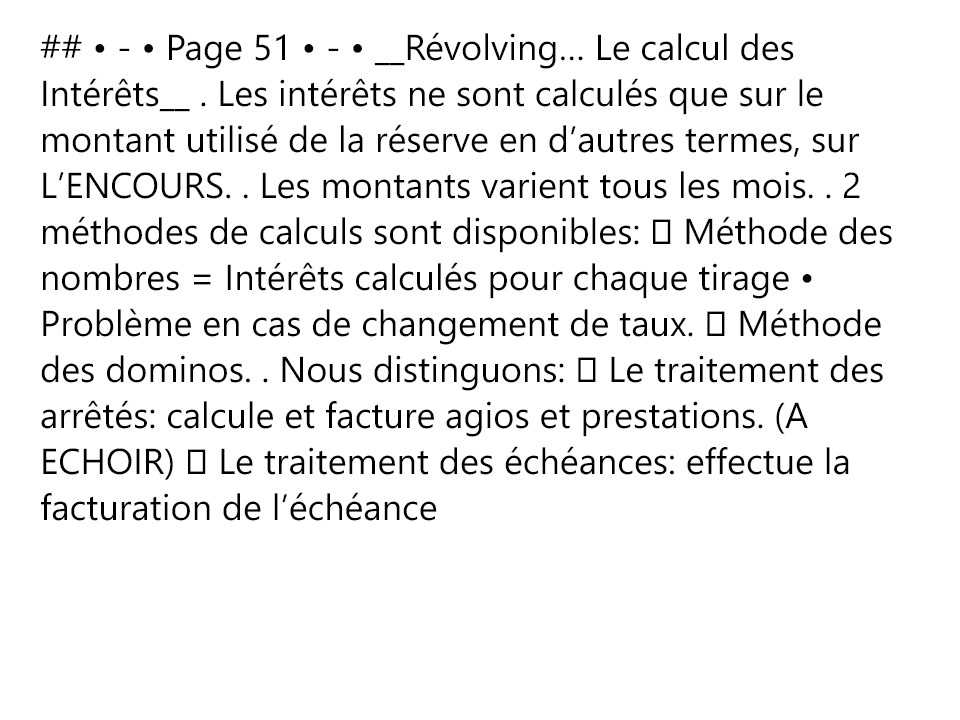 ## • - • Page 51 • - • __Révolving… Le calcul des
Intérêts__ . Les intérêts ne sont calculés que sur le
montant utilisé de la réserve en d’autres termes, sur
L’ENCOURS. . Les montants varient tous les mois. . 2
méthodes de calculs sont disponibles:  Méthode des
nombres = Intérêts calculés pour chaque tirage •
Problème en cas de changement de taux.  Méthode
des dominos. . Nous distinguons:  Le traitement des
arrêtés: calcule et facture agios et prestations. (A
ECHOIR)  Le traitement des échéances: effectue la
facturation de l’échéance